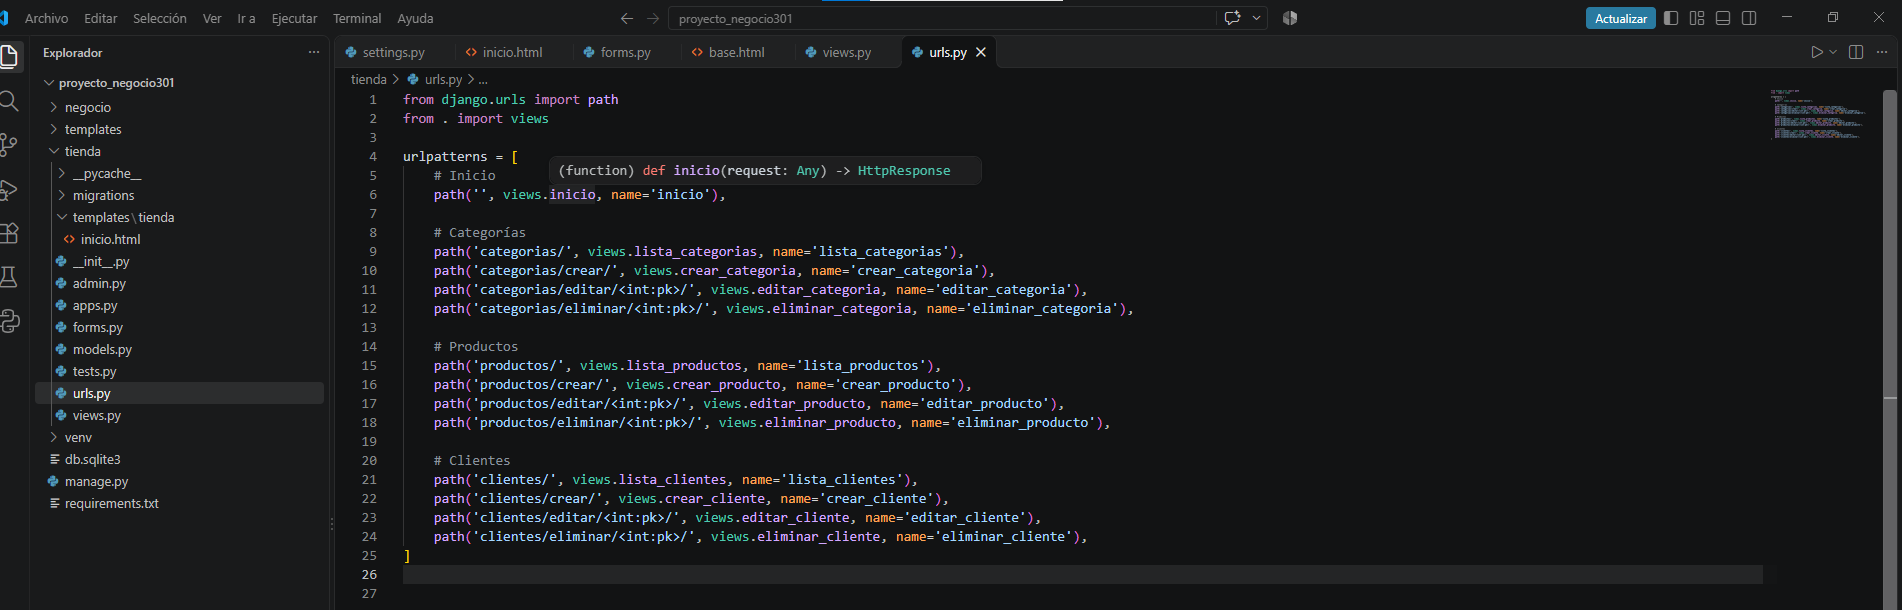 Archivo Editar Selección Ver Ir a Ejecutar Terminal Ayuda
proyecto_negocio301
Actualizar
Explorador
proyecto_negocio301
negocio
templates
tienda
__pycache__
migrations
templates\tienda
inicio.html
__init__.py
admin.py
apps.py
forms.py
models.py
tests.py
urls.py
views.py
venv
db.sqlite3
manage.py
requirements.txt
settings.py inicio.html forms.py base.html views.py urls.py
tienda > urls.py > ...
1 from django.urls import path
2 from . import views
3
4 urlpatterns = [
(function) def inicio(request: Any) -> HttpResponse
5 # Inicio
6 path('', views.inicio, name='inicio'),
7
8 # Categorías
9 path('categorias/', views.lista_categorias, name='lista_categorias'),
10 path('categorias/crear/', views.crear_categoria, name='crear_categoria'),
11 path('categorias/editar/<int:pk>/', views.editar_categoria, name='editar_categoria'),
12 path('categorias/eliminar/<int:pk>/', views.eliminar_categoria, name='eliminar_categoria'),
13
14 # Productos
15 path('productos/', views.lista_productos, name='lista_productos'),
16 path('productos/crear/', views.crear_producto, name='crear_producto'),
17 path('productos/editar/<int:pk>/', views.editar_producto, name='editar_producto'),
18 path('productos/eliminar/<int:pk>/', views.eliminar_producto, name='eliminar_producto'),
19
20 # Clientes
21 path('clientes/', views.lista_clientes, name='lista_clientes'),
22 path('clientes/crear/', views.crear_cliente, name='crear_cliente'),
23 path('clientes/editar/<int:pk>/', views.editar_cliente, name='editar_cliente'),
24 path('clientes/eliminar/<int:pk>/', views.eliminar_cliente, name='eliminar_cliente'),
25 ]
26
27